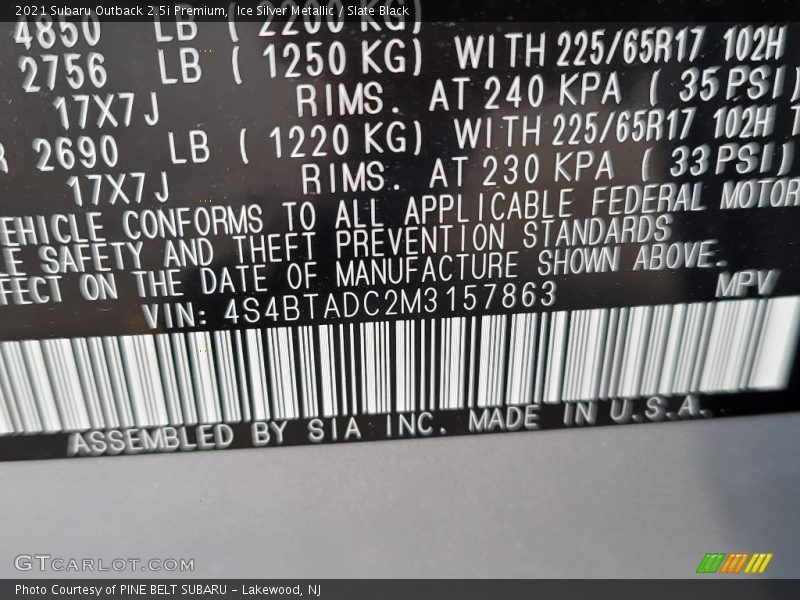 2021 Subaru Outback 2.5i Premium, Ice Silver Metallic / Slate Black
4850 LB ( 2200 KG)
2756 LB ( 1250 KG) WITH 225/65R17 102H
17X7J RIMS. AT 240 KPA ( 35 PSI)
R 2690 LB ( 1220 KG) WITH 225/65R17 102H T
17X7J RIMS. AT 230 KPA ( 33 PSI)
EHICLE CONFORMS TO ALL APPLICABLE FEDERAL MOTOR
E SAFETY AND THEFT PREVENTION STANDARDS
FECT ON THE DATE OF MANUFACTURE SHOWN ABOVE.
VIN: 4S4BTADC2M3157863 MPV
ASSEMBLED BY SIA INC. MADE IN U.S.A.
GTCARLOT.COM
Photo Courtesy of PINE BELT SUBARU - Lakewood, NJ